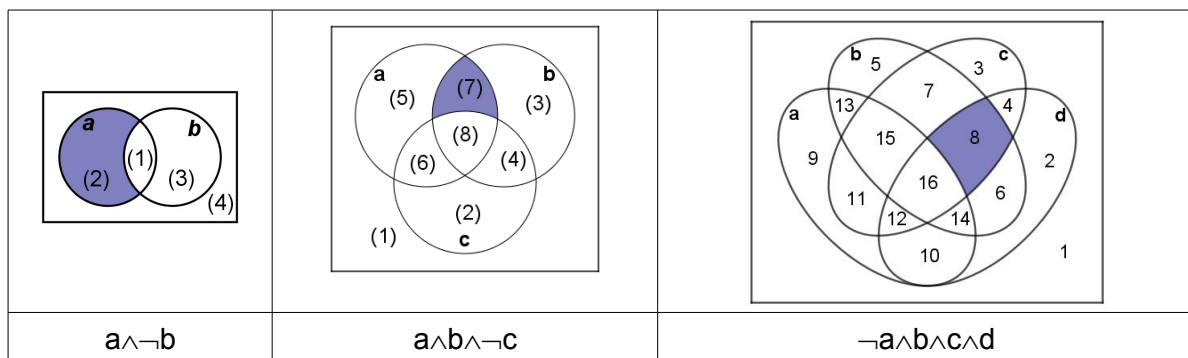 a
b
(1)
(2)
(3)
(4)
a
b
(7)
(5)
(3)
(8)
(6)
(4)
(2)
(1)
c
b
c
5
3
7
4
13
a
d
15
8
9
2
16
11
6
12
14
10
1
a∧¬b
a∧b∧¬c
¬a∧b∧c∧d